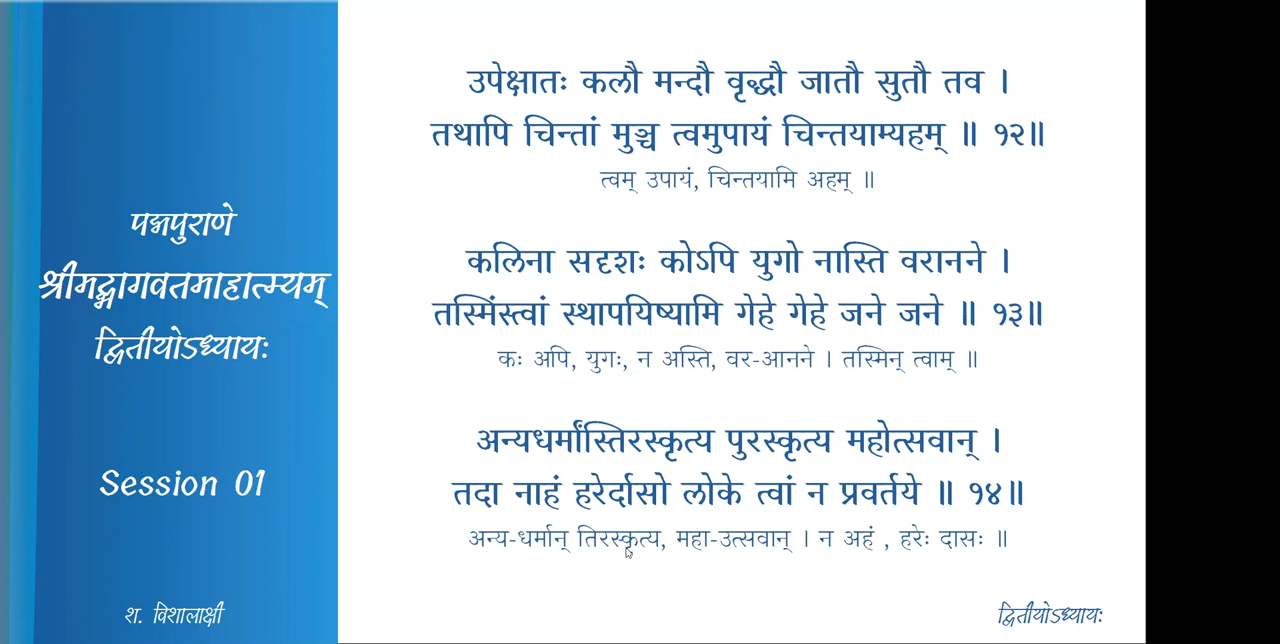 पद्मपुराणे
श्रीमद्भागवतमाहात्म्यम्
द्वितीयोऽध्यायः
Session 01
श. विशालाक्षी
उपेक्षातः कलौ मन्दौ वृद्धौ जातौ सुतौ तव ।
तथापि चिन्तां मुञ्च त्वमुपायं चिन्तयाम्यहम् ॥ १२॥
त्वम् उपायं, चिन्तयामि अहम् ॥
कलिना सदृशः कोऽपि युगो नास्ति वरानने ।
तस्मिंस्त्वां स्थापयिष्यामि गेहे गेहे जने जने ॥ १३॥
कः अपि, युगः, न अस्ति, वर-आनने । तस्मिन् त्वाम् ॥
अन्यधर्मांस्तिरस्कृत्य पुरस्कृत्य महोत्सवान् ।
तदा नाहं हरेर्दासो लोके त्वां न प्रवर्तये ॥ १४॥
अन्य-धर्मान् तिरस्कृत्य, महा-उत्सवान् । न अहं , हरेः दासः ॥
द्वितीयोऽध्यायः